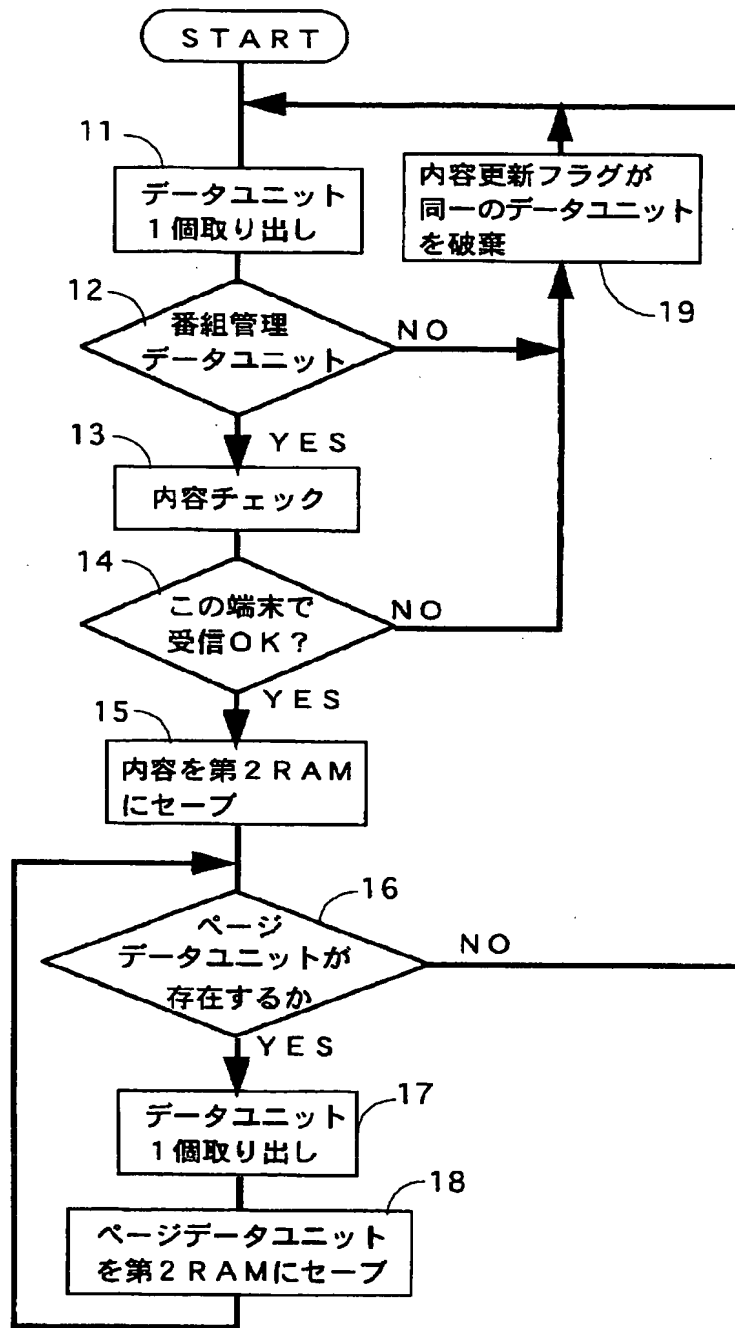 START
11
データユニット
1個取り出し
内容更新フラグが
同一のデータユニット
を破棄
19
12
番組管理
データユニット
NO
YES
13
内容チェック
14
この端末で
受信OK?
NO
YES
15
内容を第2RAM
にセーブ
16
ページ
データユニットが
存在するか
NO
YES
17
データユニット
1個取り出し
18
ページデータユニット
を第2RAMにセーブ